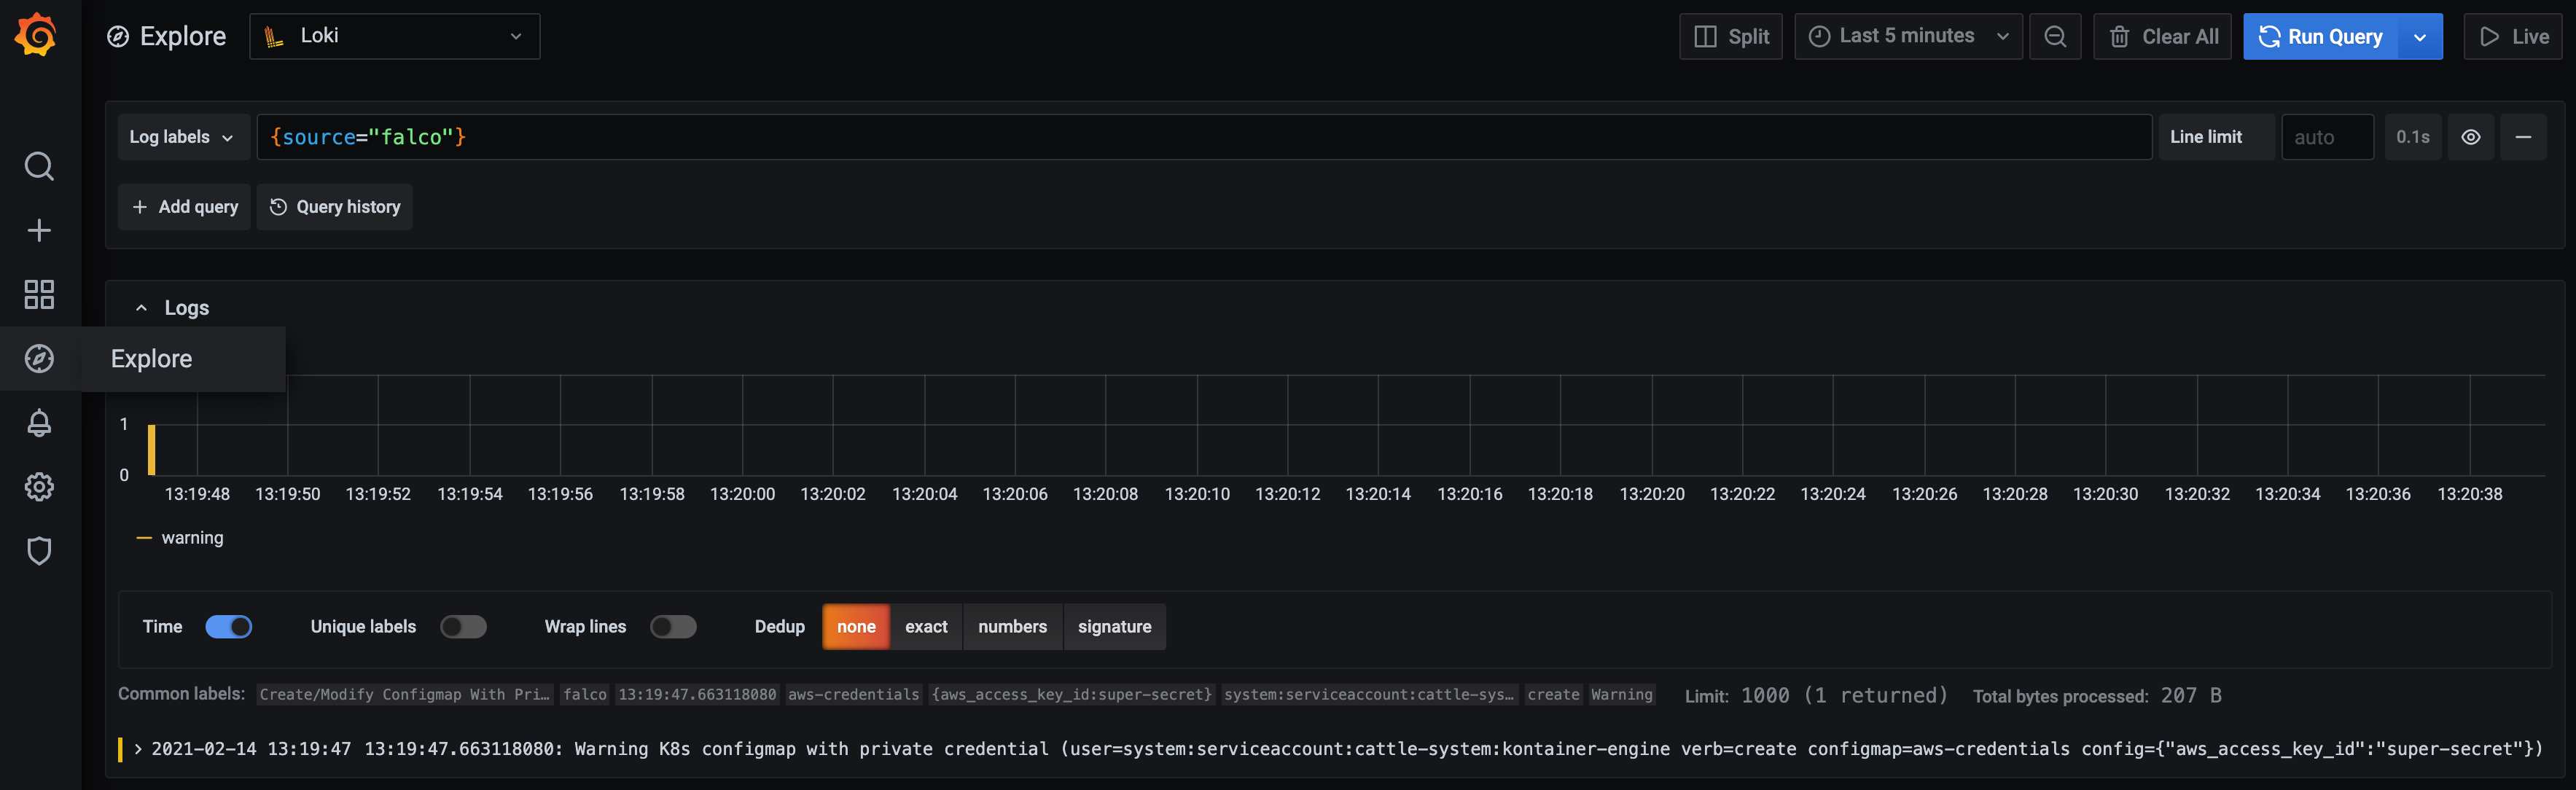 Explore
Loki
Split
Last 5 minutes
Clear All
Run Query
Live
Log labels
{source="falco"}
Line limit
auto
0.1s
+ Add query
Query history
Logs
Explore
1
0
13:19:48 13:19:50 13:19:52 13:19:54 13:19:56 13:19:58 13:20:00 13:20:02 13:20:04 13:20:06 13:20:08 13:20:10 13:20:12 13:20:14 13:20:16 13:20:18 13:20:20 13:20:22 13:20:24 13:20:26 13:20:28 13:20:30 13:20:32 13:20:34 13:20:36 13:20:38
warning
Time
Unique labels
Wrap lines
Dedup none exact numbers signature
Common labels: Create/Modify Configmap With Pri… falco 13:19:47.663118080 aws-credentials {aws_access_key_id:super-secret} system:serviceaccount:cattle-sys… create Warning Limit: 1000 (1 returned) Total bytes processed: 207 B
> 2021-02-14 13:19:47 13:19:47.663118080: Warning K8s configmap with private credential (user=system:serviceaccount:cattle-system:kontainer-engine verb=create configmap=aws-credentials config={"aws_access_key_id":"super-secret"})